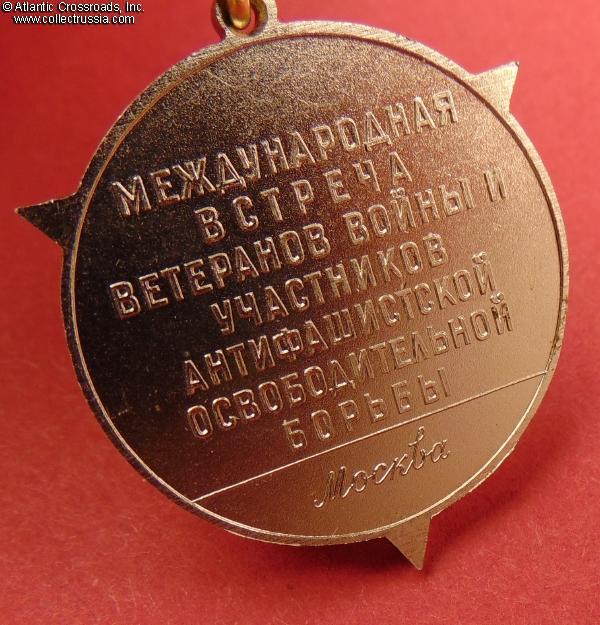 © Atlantic Crossroads, Inc.
www.collectrussia.com
МЕЖДУНАРОДНАЯ
ВСТРЕЧА
ВЕТЕРАНОВ ВОЙНЫ И
УЧАСТНИКОВ
АНТИФАШИСТСКОЙ
ОСВОБОДИТЕЛЬНОЙ
БОРЬБЫ
Москва